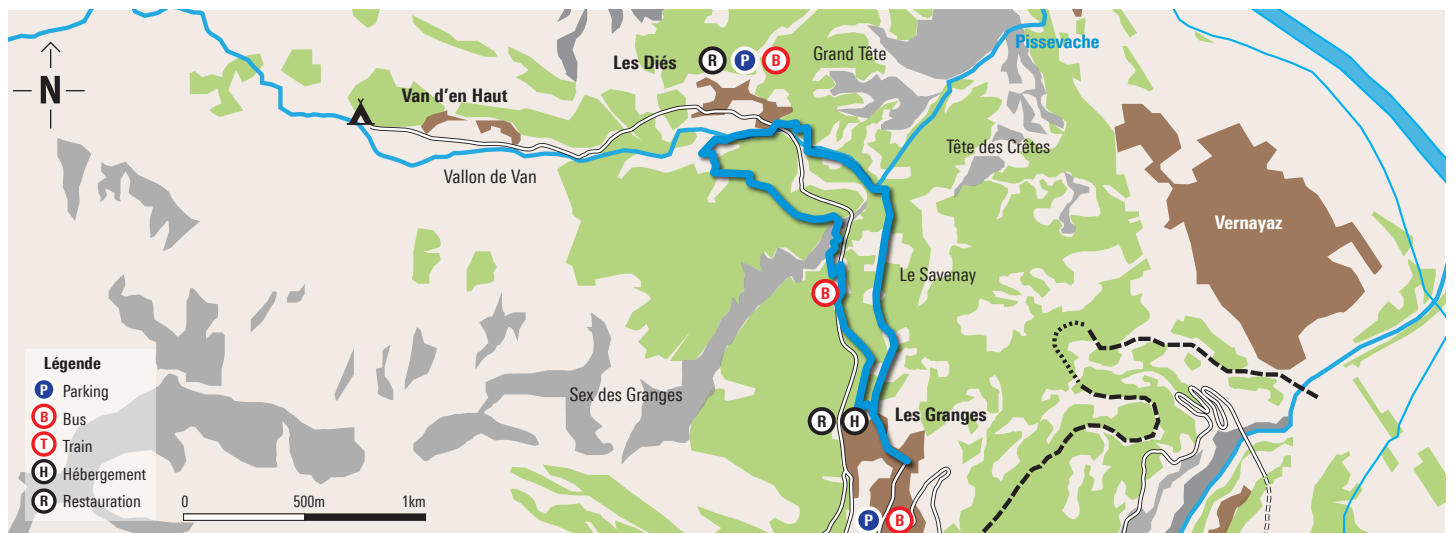 N
Les Diés
R
P
B
Grand Tête
Pissevache
Van d'en Haut
Vallon de Van
Tête des Crêtes
Vernayaz
Le Savenay
B
Sex des Granges
R
H
Les Granges
P
B
Légende
P Parking
B Bus
T Train
H Hébergement
R Restauration
0 500m 1km